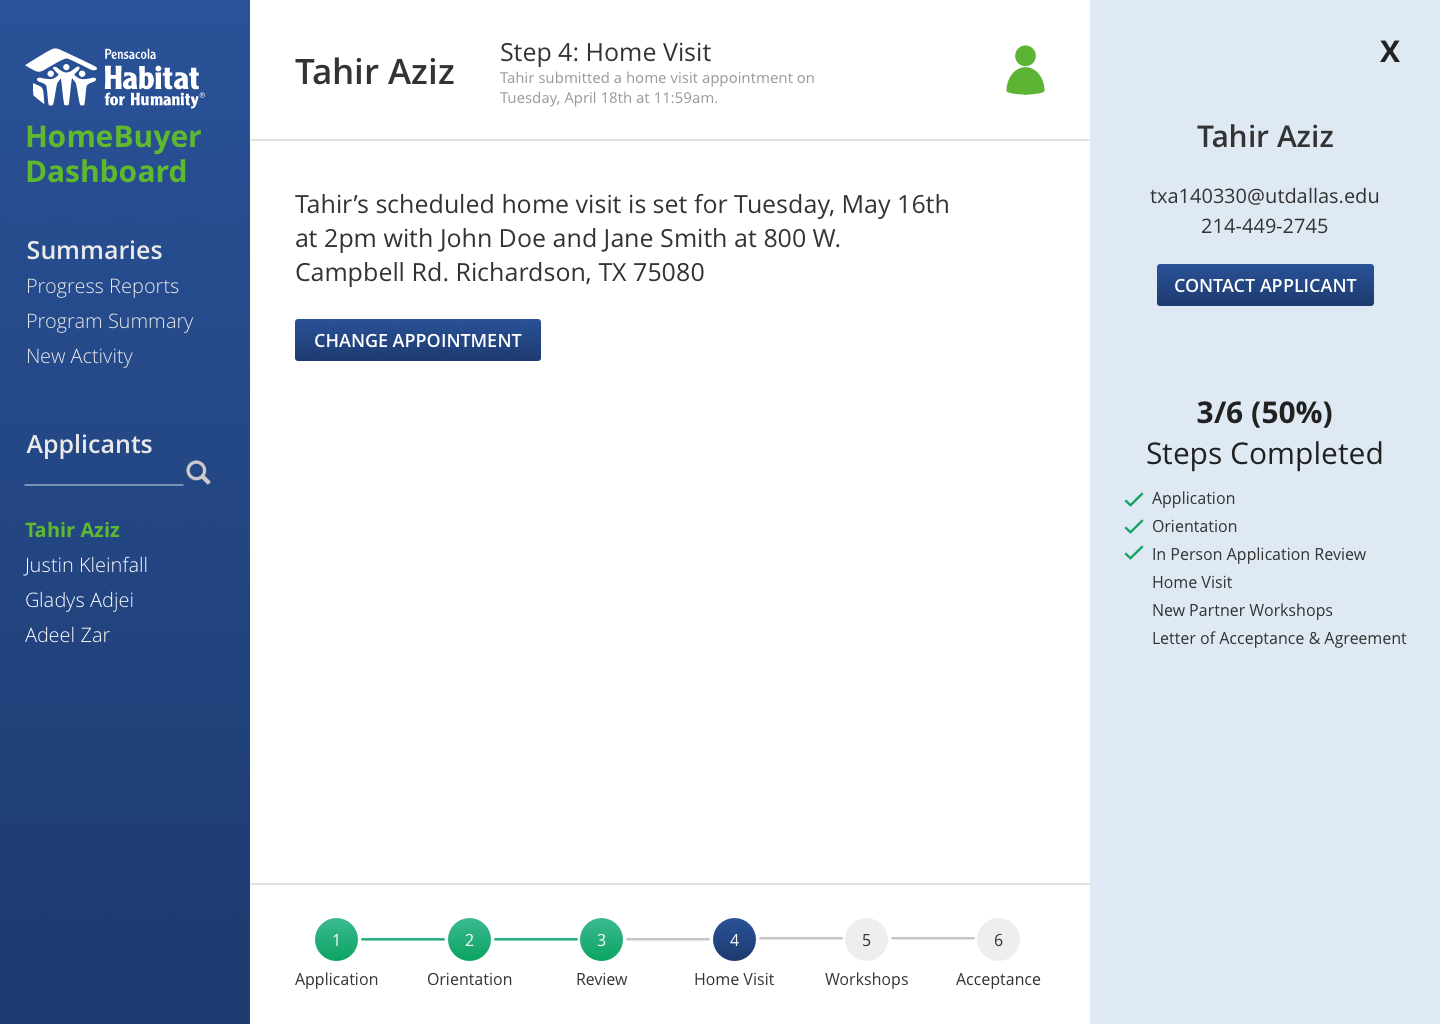 Pensacola
Habitat
for Humanity®
HomeBuyer
Dashboard
Summaries
Progress Reports
Program Summary
New Activity
Applicants
Tahir Aziz
Justin Kleinfall
Gladys Adjei
Adeel Zar
Tahir Aziz
Step 4: Home Visit
Tahir submitted a home visit appointment on
Tuesday, April 18th at 11:59am.
Tahir’s scheduled home visit is set for Tuesday, May 16th
at 2pm with John Doe and Jane Smith at 800 W.
Campbell Rd. Richardson, TX 75080
CHANGE APPOINTMENT
1
2
3
4
5
6
Application
Orientation
Review
Home Visit
Workshops
Acceptance
X
Tahir Aziz
txa140330@utdallas.edu
214-449-2745
CONTACT APPLICANT
3/6 (50%)
Steps Completed
Application
Orientation
In Person Application Review
Home Visit
New Partner Workshops
Letter of Acceptance & Agreement